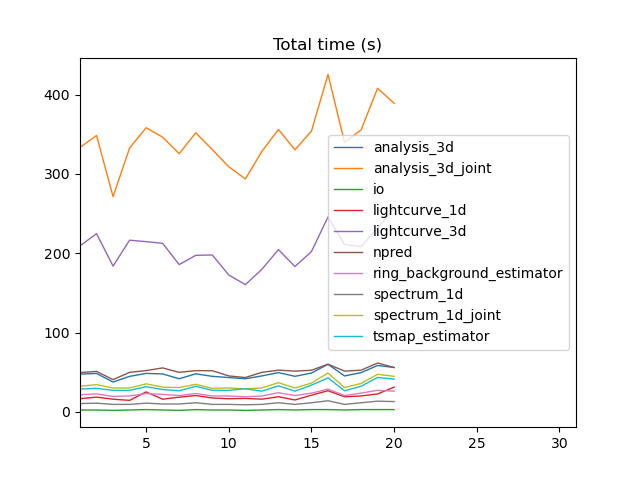 Total time (s)
400
300
200
100
0
5
10
15
20
25
30
analysis_3d
analysis_3d_joint
io
lightcurve_1d
lightcurve_3d
npred
ring_background_estimator
spectrum_1d
spectrum_1d_joint
tsmap_estimator